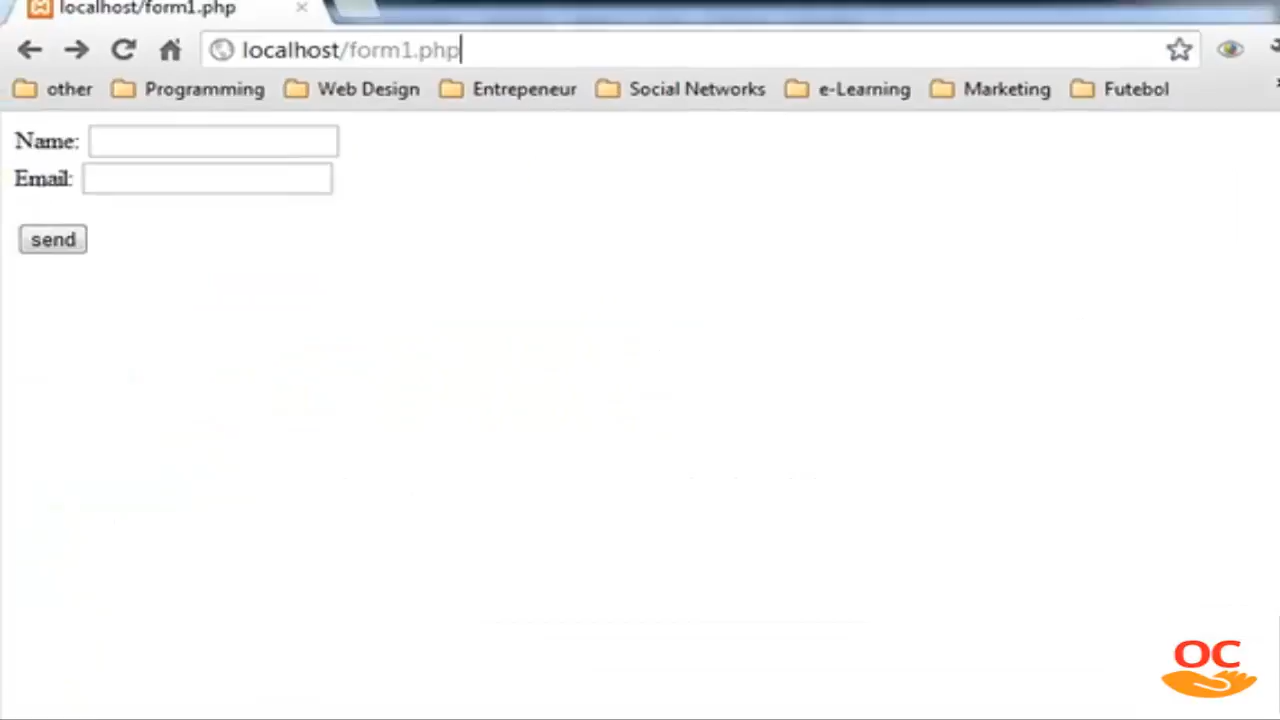 localhost/form1.php
localhost/form1.php
other Programming Web Design Entrepeneur Social Networks e-Learning Marketing Futebol
Name:
Email:
send
OC